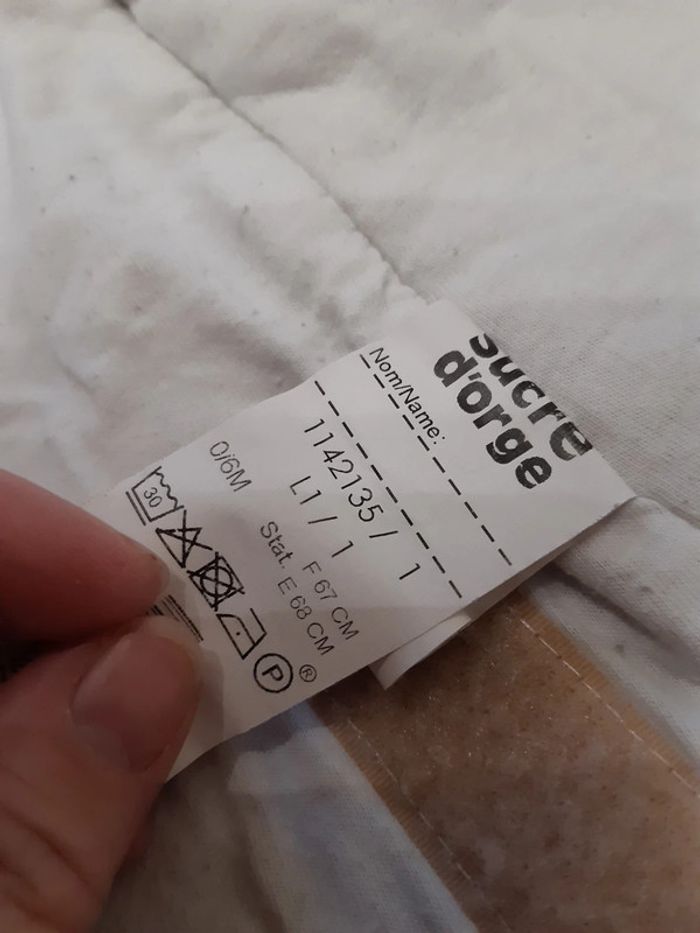 sucre
d'orge
Nom/Name:
1142135 / 1
L1 / 1
0/6M
Stat. F 67 CM
E 68 CM
30
P
®